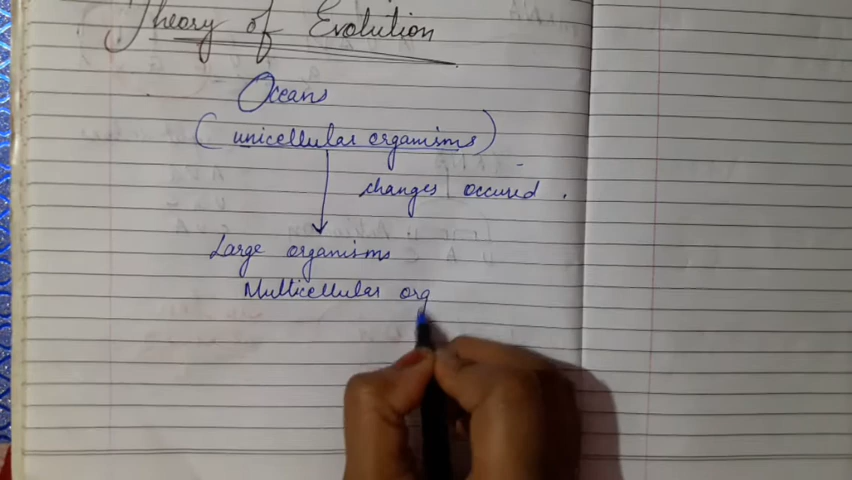 Theory of Evolution
Oceans
(unicellular organisms)
changes occured.
Large organisms
Multicellular org